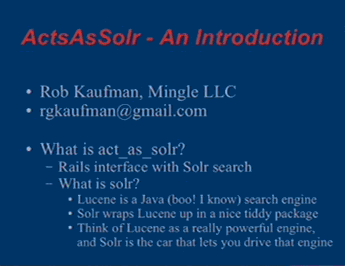 ActsAsSolr - An Introduction
• Rob Kaufman, Mingle LLC
• rgkaufman@gmail.com
• What is act_as_solr?
– Rails interface with Solr search
– What is solr?
• Lucene is a Java (boo! I know) search engine
• Solr wraps Lucene up in a nice tiddy package
• Think of Lucene as a really powerful engine,
and Solr is the car that lets you drive that engine